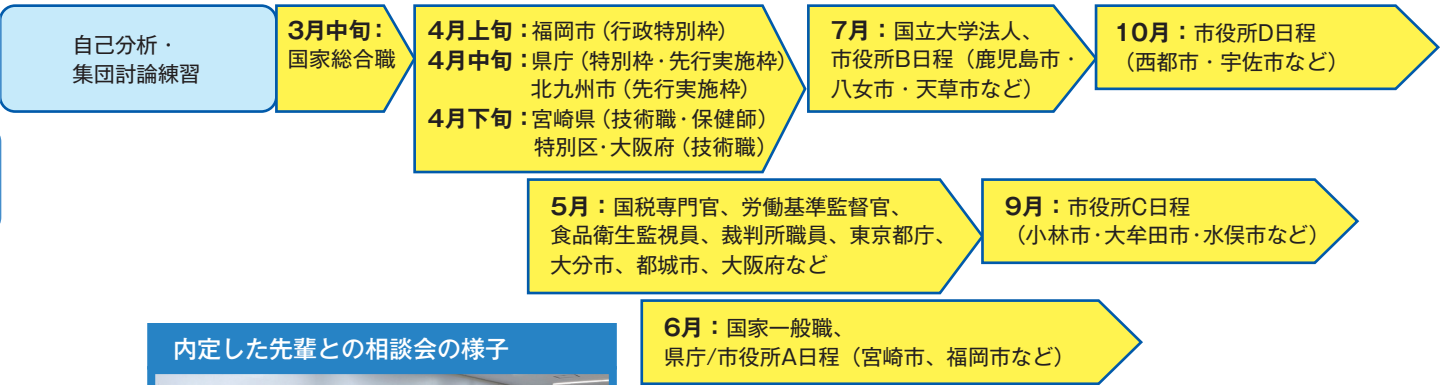 自己分析・
集団討論練習
3月中旬：
国家総合職
4月上旬：福岡市（行政特別枠）
4月中旬：県庁（特別枠・先行実施枠）
北九州市（先行実施枠）
4月下旬：宮崎県（技術職・保健師）
特別区・大阪府（技術職）
7月：国立大学法人、
市役所B日程（鹿児島市・
八女市・天草市など）
10月：市役所D日程
（西都市・宇佐市など）
5月：国税専門官、労働基準監督官、
食品衛生監視員、裁判所職員、東京都庁、
大分市、都城市、大阪府など
9月：市役所C日程
（小林市・大牟田市・水俣市など）
6月：国家一般職、
県庁/市役所A日程（宮崎市、福岡市など）
内定した先輩との相談会の様子